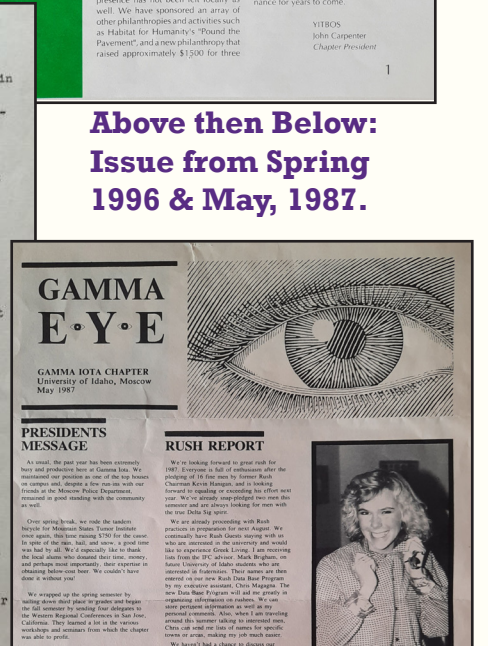 presence has not been felt locally as
well. We have sponsored an array of
other philanthropies and activities such
as Habitat for Humanity's "Pound the
Pavement", and a new philanthropy that
raised approximately $1500 for three
nance for years to come.
YITBOS
John Carpenter
Chapter President
1
in
Above then Below:
Issue from Spring
1996 & May, 1987.
GAMMA
E•Y•E
GAMMA IOTA CHAPTER
University of Idaho, Moscow
May 1987
PRESIDENTS
MESSAGE
As usual, the past year has been extremely
busy and productive here at Gamma Iota. We
maintained our position as one of the top houses
on campus and, despite a few run-ins with our
friends at the Moscow Police Department,
remained in good standing with the community
as well.
Over spring break, we rode the tandem
bicycle for Mountain States Tumor Institute
once again, this time raising $750 for the cause.
In spite of the rain, hail, and snow, a good time
was had by all. We'd especially like to thank
the local alums who donated their time, money,
and perhaps most importantly, their expertise in
obtaining below-cost beer. We couldn't have
done it without you!
We wrapped up the spring semester by
nailing down third place in grades and began
the fall semester by sending four delegates to
the Western Regional Conferences in San Jose,
California. They learned a lot in the various
workshops and seminars from which the chapter
was able to profit.
RUSH REPORT
We're looking forward to great rush for
1987. Everyone is full of enthusiasm after the
pledging of 16 fine men by former Rush
Chairman Kevin Hanigan, and is looking
forward to equaling or exceeding his effort next
year. We've already snap-pledged two men this
semester and are always looking for men with
the true Delta Sig spirit.
We are already proceeding with Rush
practices in preparation for next August. We
continually have Rush Guests staying with us
who are interested in the university and would
like to experience Greek Living. I am receiving
lists from the IFC advisor, Mark Brigham, on
future University of Idaho students who are
interested in fraternities. Their names are then
entered on our new Rush Data Base Program
by my executive assistant, Chris Magagna. The
new Data Base Program will aid me greatly in
organizing information on rushees. We can
store pertinent information as well as my
personal comments. Also, when I am traveling
around this summer talking to interested men,
Chris can send me lists of names for specific
towns or areas, making my job much easier.
We haven't had a chance to discuss our